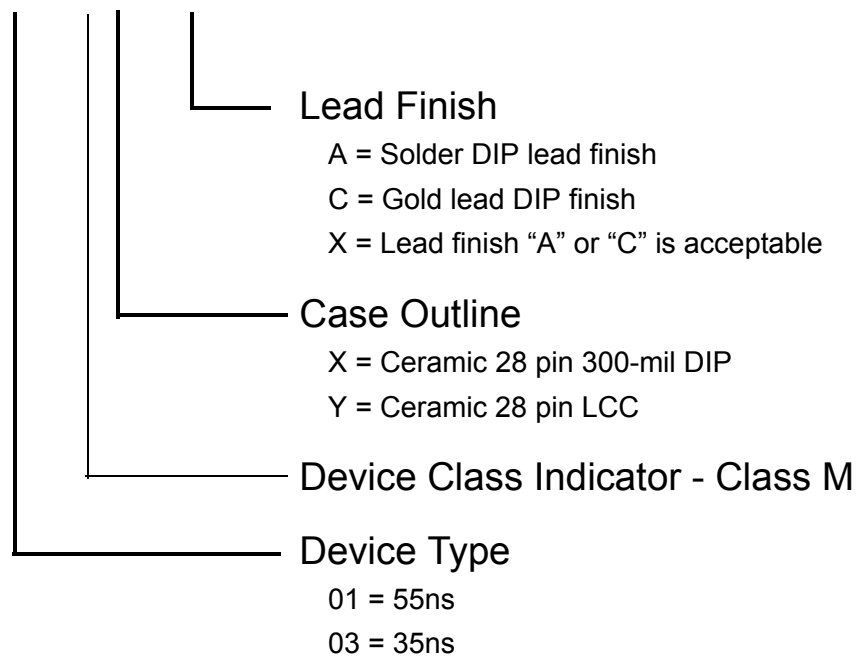 Lead Finish
A = Solder DIP lead finish
C = Gold lead DIP finish
X = Lead finish “A” or “C” is acceptable
Case Outline
X = Ceramic 28 pin 300-mil DIP
Y = Ceramic 28 pin LCC
Device Class Indicator - Class M
Device Type
01 = 55ns
03 = 35ns